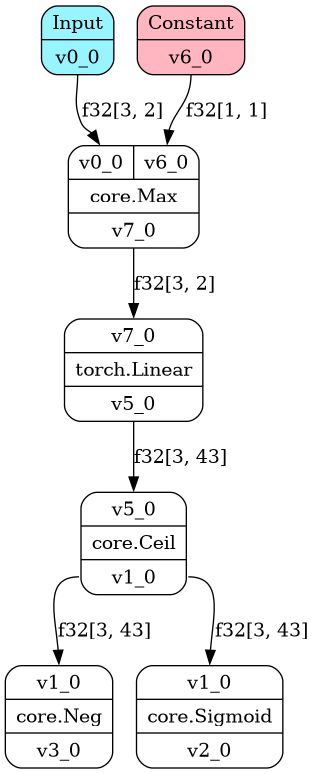 Input
v0_0
Constant
v6_0
f32[3, 2]
f32[1, 1]
v0_0 v6_0
core.Max
v7_0
f32[3, 2]
v7_0
torch.Linear
v5_0
f32[3, 43]
v5_0
core.Ceil
v1_0
f32[3, 43]
f32[3, 43]
v1_0
core.Neg
v3_0
v1_0
core.Sigmoid
v2_0